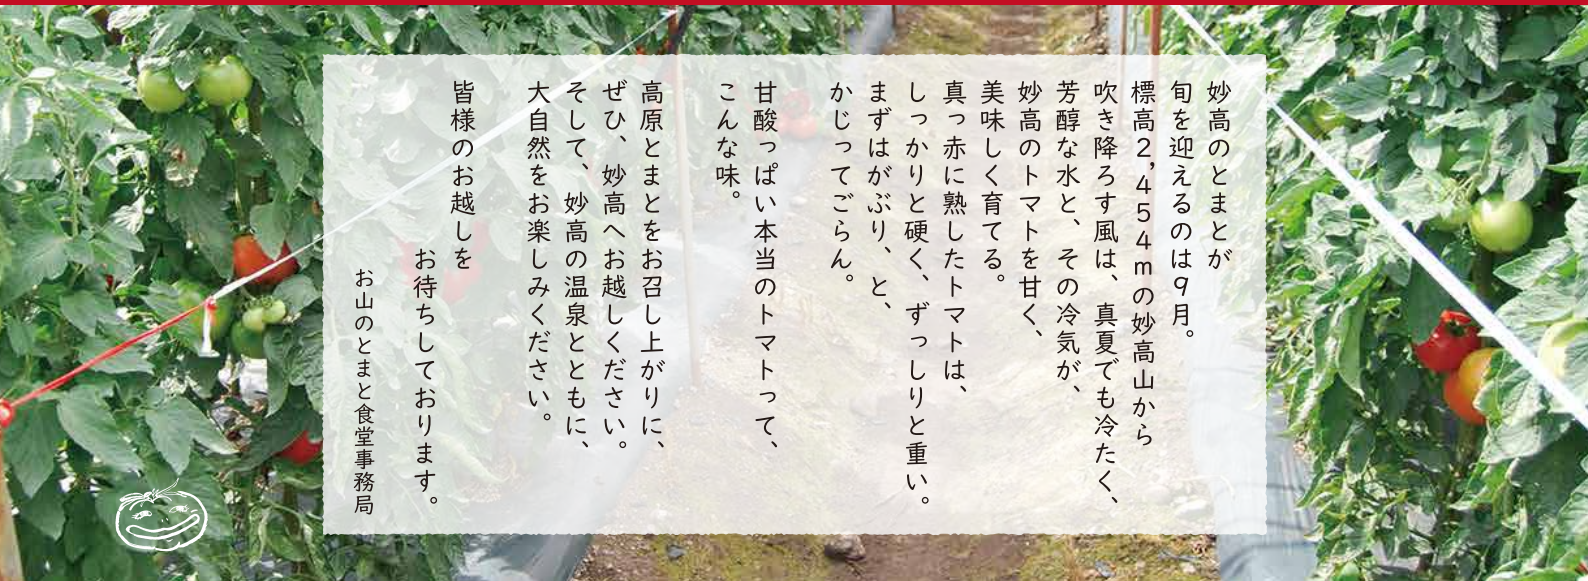 妙高のとまとが
旬を迎えるのは9月。
標高2,454mの妙高山から
吹き降ろす風は、真夏でも冷たく、
芳醇な水と、その冷気が、
妙高のトマトを甘く、
美味しく育てる。
真っ赤に熟したトマトは、
しっかりと硬く、ずっしりと重い。
まずはがぶり、と、
かじってごらん。
甘酸っぱい本当のトマトって、
こんな味。
高原とまとをお召し上がりに、
ぜひ、妙高へお越しください。
そして、妙高の温泉とともに、
大自然をお楽しみください。
皆様のお越しを
お待ちしております。
お山のとまと食堂事務局